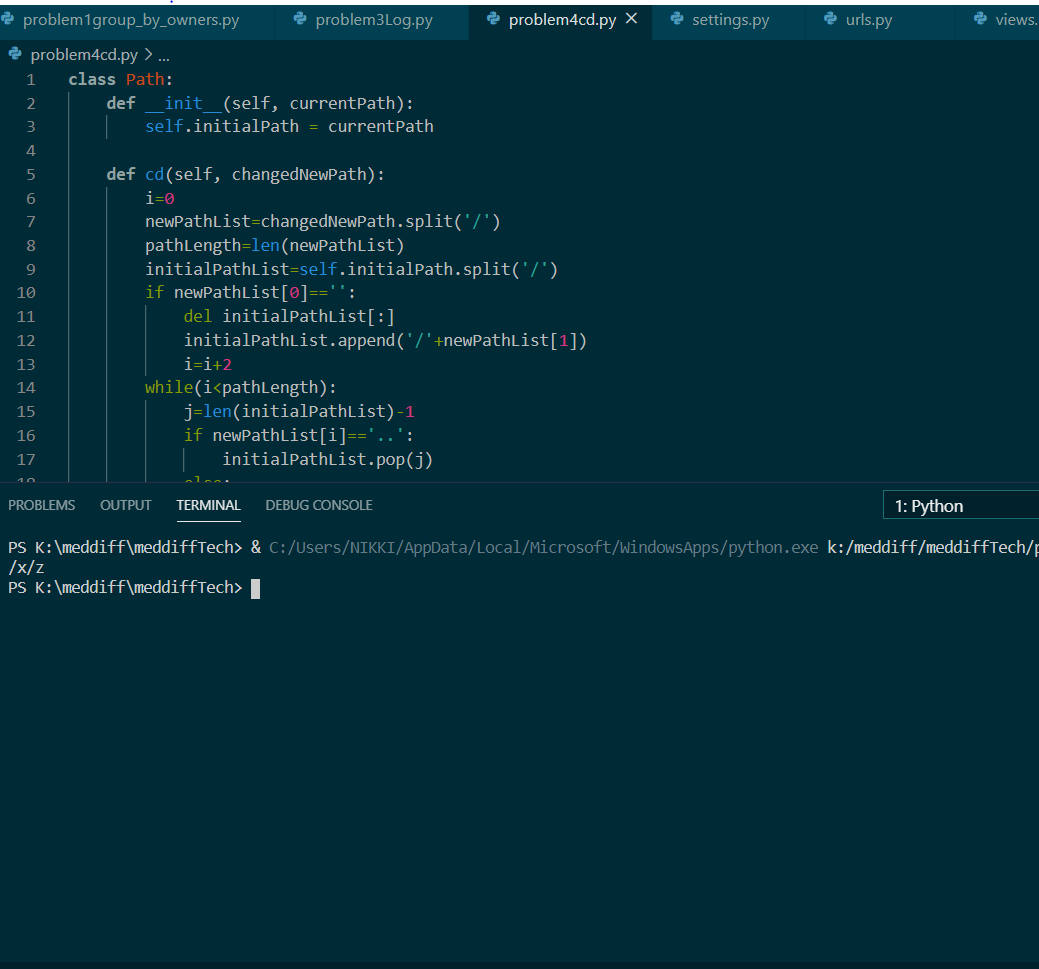 problem1group_by_owners.py problem3Log.py problem4cd.py settings.py urls.py views.
problem4cd.py > ...
1 class Path:
2     def __init__(self, currentPath):
3         self.initialPath = currentPath
4
5     def cd(self, changedNewPath):
6         i=0
7         newPathList=changedNewPath.split('/')
8         pathLength=len(newPathList)
9         initialPathList=self.initialPath.split('/')
10         if newPathList[0]=='':
11             del initialPathList[:]
12             initialPathList.append('/'+newPathList[1])
13             i=i+2
14         while(i<pathLength):
15             j=len(initialPathList)-1
16             if newPathList[i]=='..':
17                 initialPathList.pop(j)
18             else:
PROBLEMS OUTPUT TERMINAL DEBUG CONSOLE 1: Python
PS K:\meddiff\meddiffTech> & C:/Users/NIKKI/AppData/Local/Microsoft/WindowsApps/python.exe k:/meddiff/meddiffTech/p
/x/z
PS K:\meddiff\meddiffTech>